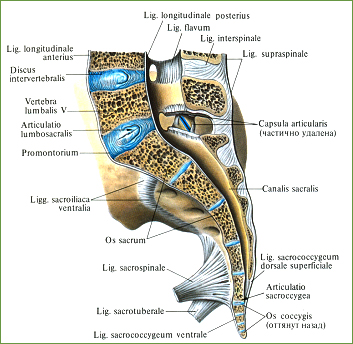 Lig. longitudinale posterius
Lig. flavum
Lig. interspinale
Lig. supraspinale
Lig. longitudinale
anterius
Discus
intervertebralis
Vertebra
lumbalis V
Articulatio
lumbosacralis
Promontorium
Capsula articularis
(частично удалена)
Ligg. sacroiliaca
ventralia
Canalis sacralis
Os sacrum
Lig. sacrospinale
Lig. sacrococcygeum
dorsale superficiale
Articulatio
sacroccygea
Lig. sacrotuberale
Os coccygis
(оттянут назад)
Lig. sacrococcygeum ventrale